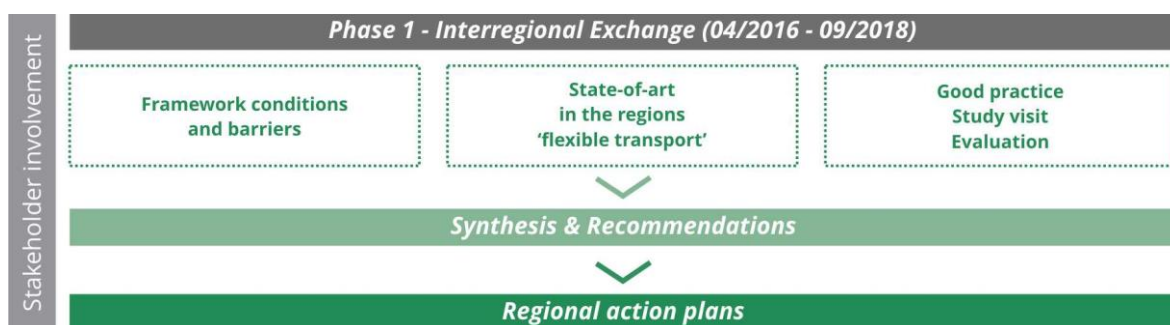 Stakeholder involvement
Phase 1 - Interregional Exchange (04/2016 - 09/2018)
Framework conditions
and barriers
State-of-art
in the regions
‘flexible transport’
Good practice
Study visit
Evaluation
Synthesis & Recommendations
Regional action plans